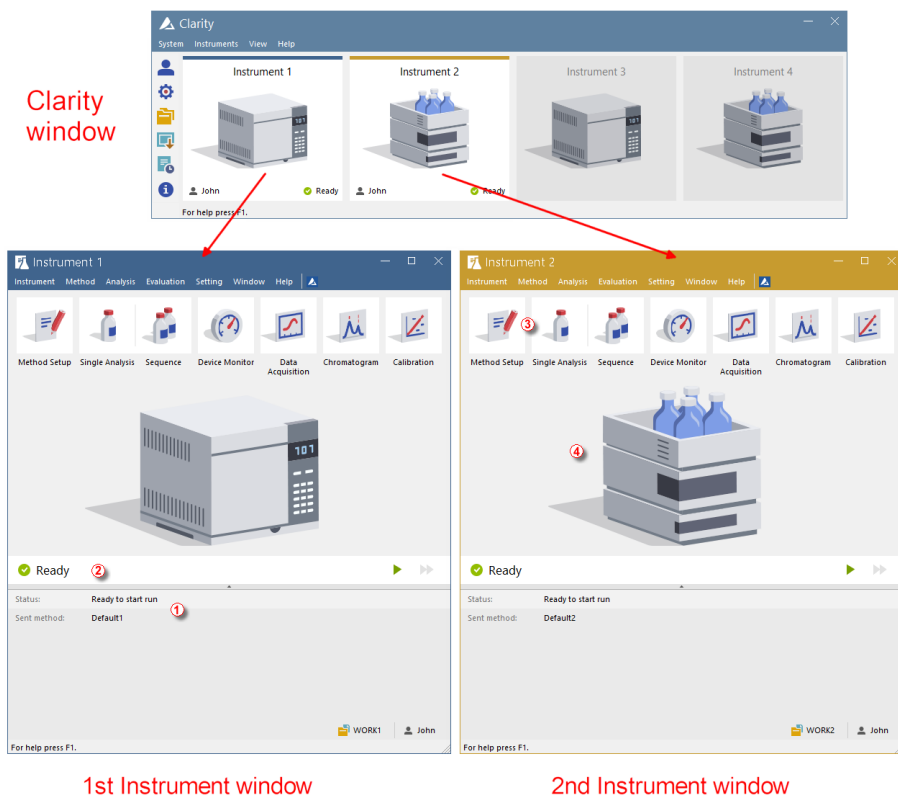 Clarity
System Instruments View Help
Instrument 1 Instrument 2 Instrument 3 Instrument 4
Clarity
window
107
John Ready John Ready
For help press F1.
Instrument 1
Instrument Method Analysis Evaluation Setting Window Help
Method Setup Single Analysis Sequence Device Monitor Data Acquisition Chromatogram Calibration
107
Ready 2
Status: Ready to start run
1
Sent method: Default1
WORK1 John
For help press F1.
1st Instrument window
Instrument 2
Instrument Method Analysis Evaluation Setting Window Help
3
Method Setup Single Analysis Sequence Device Monitor Data Acquisition Chromatogram Calibration
4
Ready
Status: Ready to start run
Sent method: Default2
WORK2 John
For help press F1.
2nd Instrument window